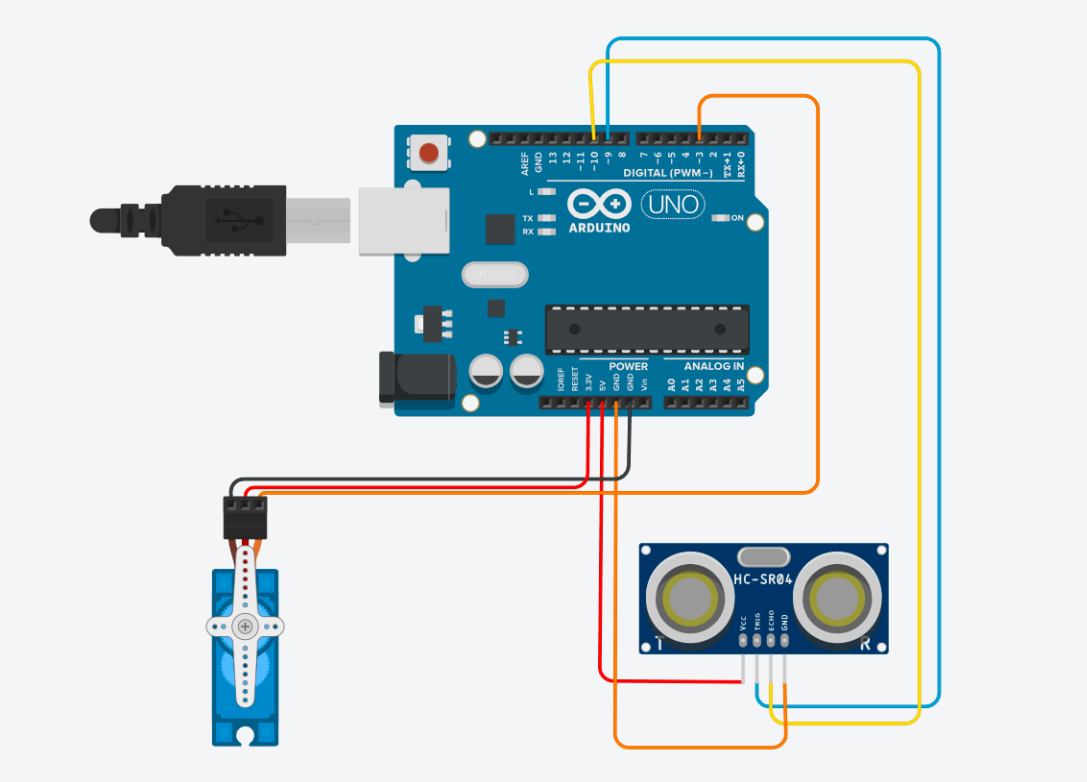 AREF
GND
13
12
~11
~10
~9
8
7
~6
~5
4
~3
2
TX→1
RX←0
DIGITAL (PWM~)
L
TX
RX
ARDUINO
UNO
ON
IOREF
RESET
3.3V
5V
GND
GND
Vin
POWER
ANALOG IN
A0
A1
A2
A3
A4
A5
HC-SR04
VCC
TRIG
ECHO
GND
T
R